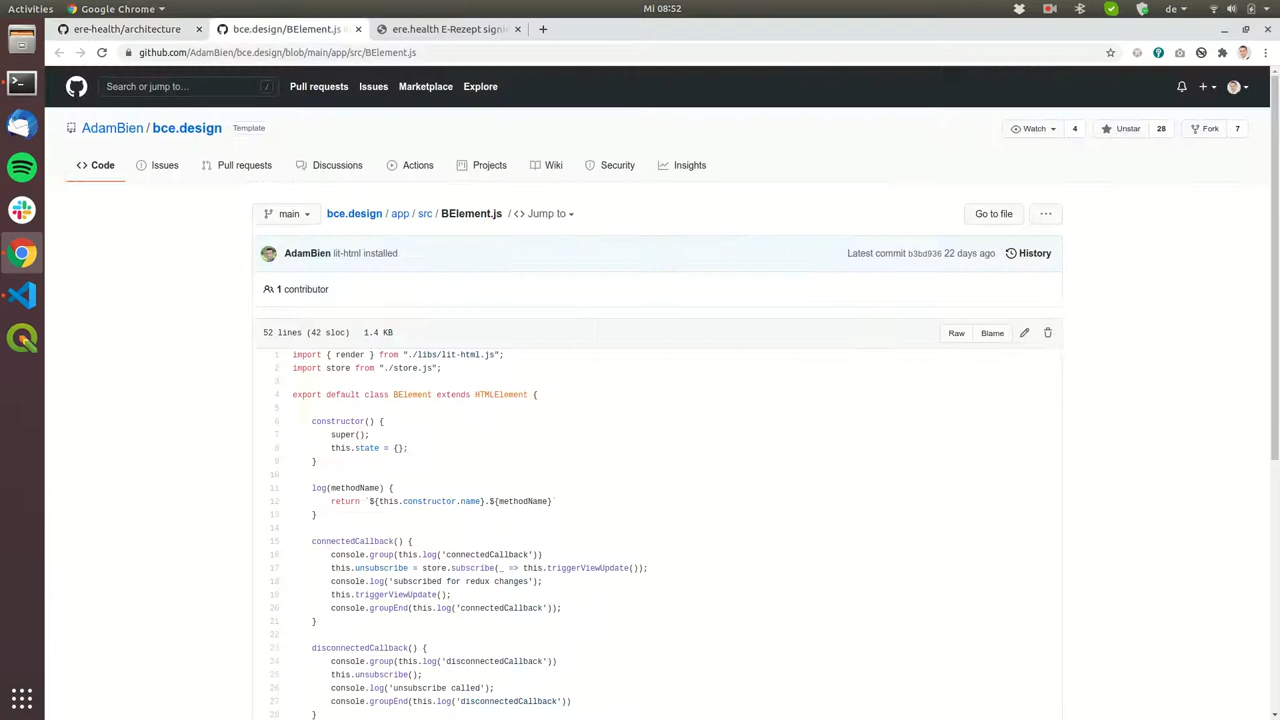 Activities Google Chrome Mi 08:52 de
ere-health/architecture bce.design/BElement.js i ere.health E-Rezept signi
github.com/AdamBien/bce.design/blob/main/app/src/BElement.js
Search or jump to… / Pull requests Issues Marketplace Explore
AdamBien / bce.design Template Watch 4 Unstar 28 Fork 7
Code Issues Pull requests Discussions Actions Projects Wiki Security Insights
main bce.design / app / src / BElement.js / <> Jump to Go to file ···
AdamBien lit-html installed Latest commit b3bd936 22 days ago History
1 contributor
52 lines (42 sloc) 1.4 KB Raw Blame
1 import { render } from "./libs/lit-html.js";
2 import store from "./store.js";
3
4 export default class BElement extends HTMLElement {
5
6 constructor() {
7 super();
8 this.state = {};
9 }
10
11 log(methodName) {
12 return `${this.constructor.name}.${methodName}`
13 }
14
15 connectedCallback() {
16 console.group(this.log('connectedCallback'))
17 this.unsubscribe = store.subscribe(_ => this.triggerViewUpdate());
18 console.log('subscribed for redux changes');
19 this.triggerViewUpdate();
20 console.groupEnd(this.log('connectedCallback'));
21 }
22
23 disconnectedCallback() {
24 console.group(this.log('disconnectedCallback'))
25 this.unsubscribe();
26 console.log('unsubscribe called');
27 console.groupEnd(this.log('disconnectedCallback'))
28 }